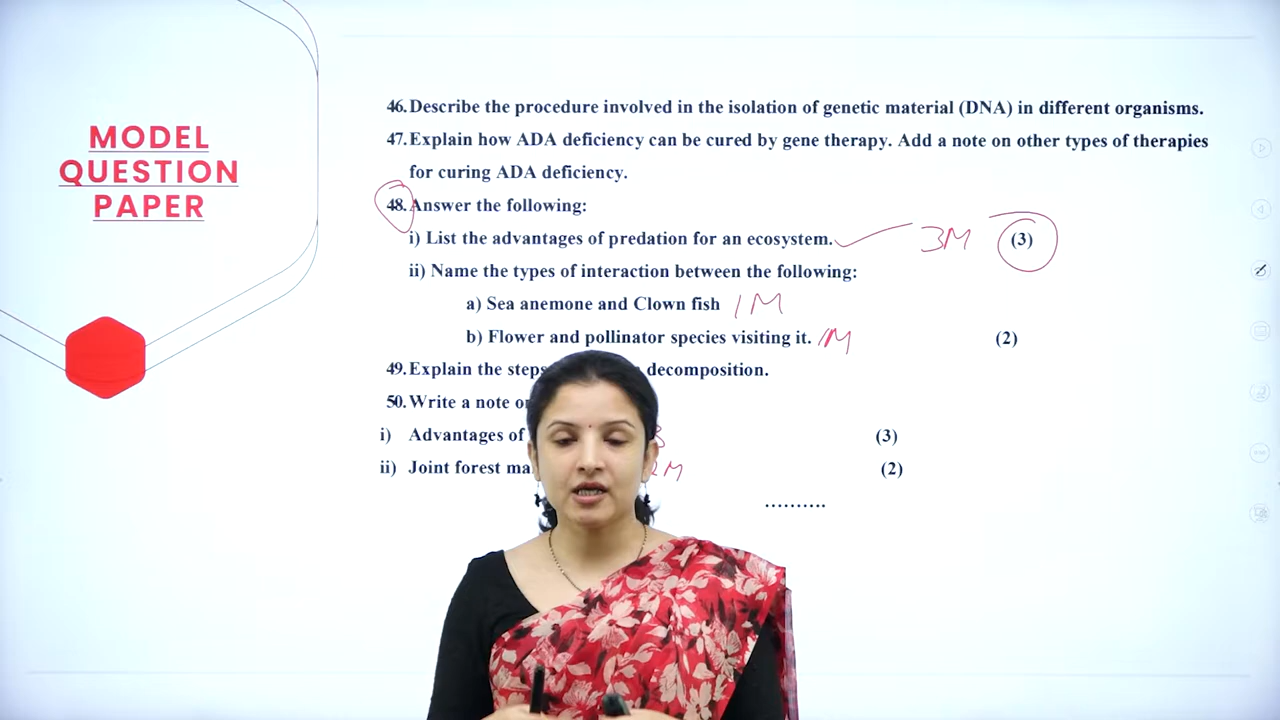 MODEL
QUESTION
PAPER
46. Describe the procedure involved in the isolation of genetic material (DNA) in different organisms.
47. Explain how ADA deficiency can be cured by gene therapy. Add a note on other types of therapies
for curing ADA deficiency.
48. Answer the following:
i) List the advantages of predation for an ecosystem. 3M (3)
ii) Name the types of interaction between the following:
a) Sea anemone and Clown fish 1M
b) Flower and pollinator species visiting it. 1M (2)
49. Explain the steps decomposition.
50. Write a note
i) Advantages of (3)
ii) Joint forest 2M (2)
..........